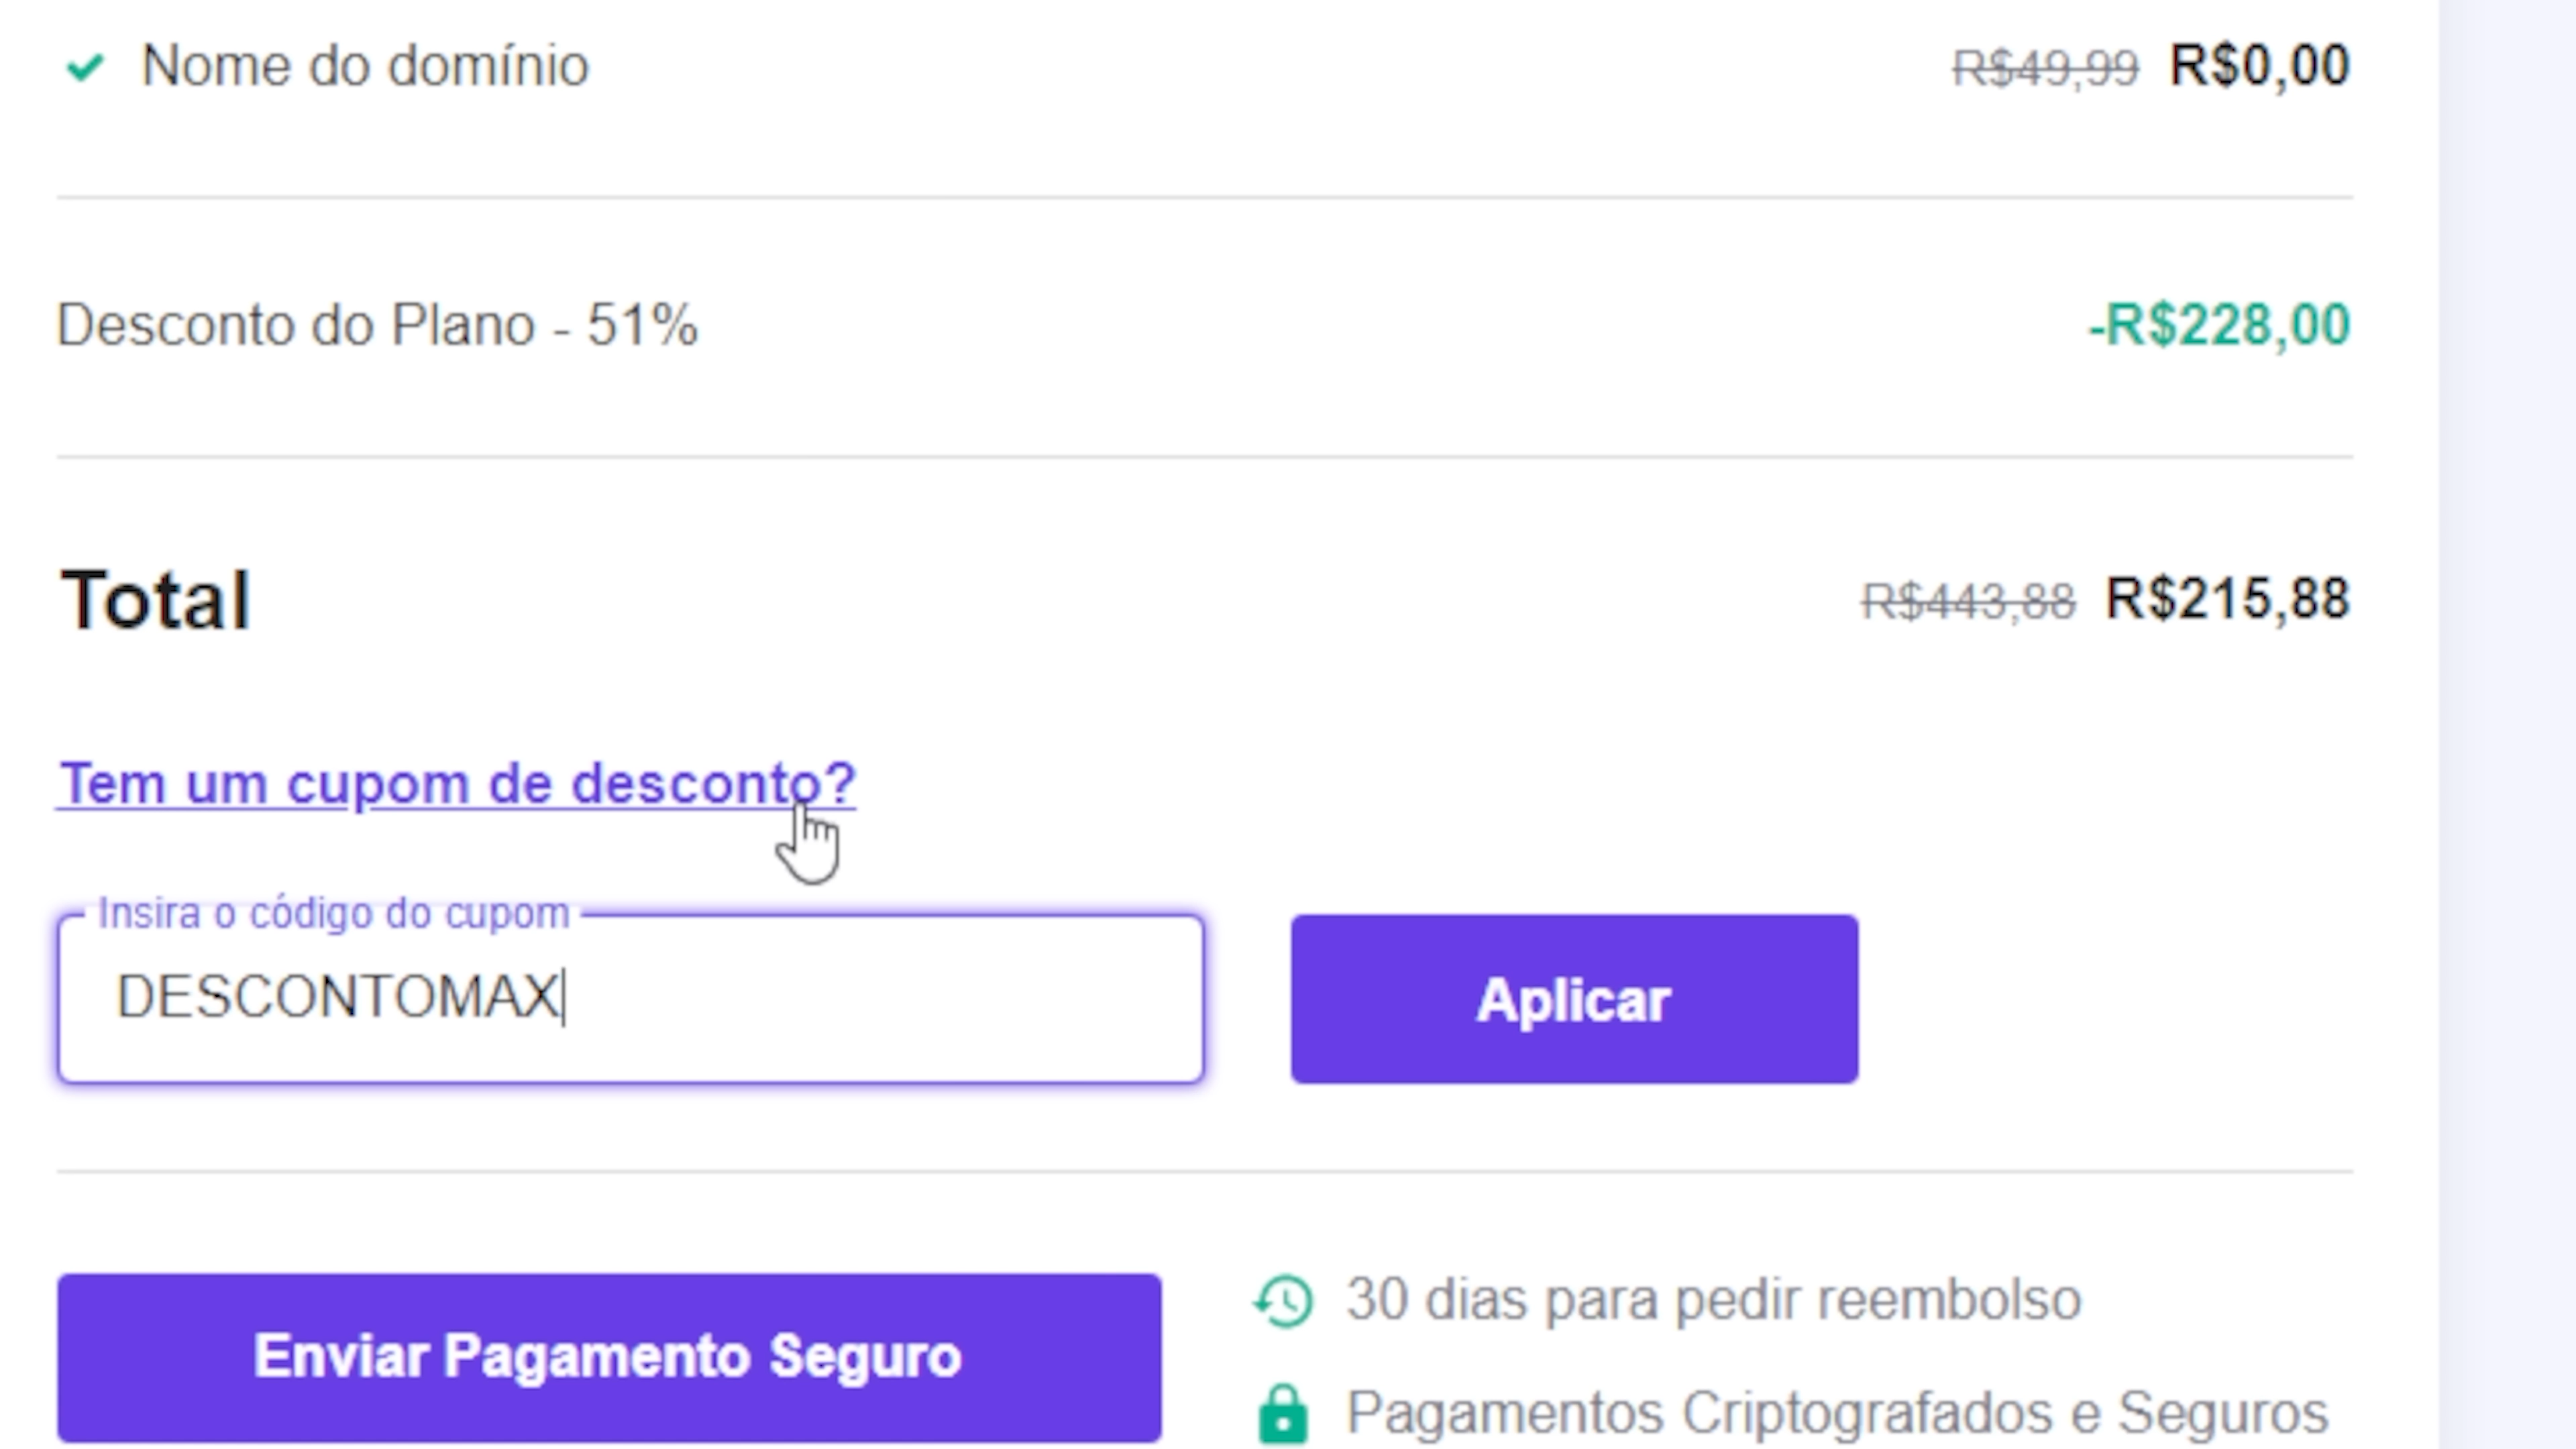 Nome do domínio R$49,99 R$0,00
Desconto do Plano - 51% -R$228,00
Total R$443,88 R$215,88
Tem um cupom de desconto?
Insira o código do cupom
DESCONTOMAX
Aplicar
Enviar Pagamento Seguro
30 dias para pedir reembolso
Pagamentos Criptografados e Seguros